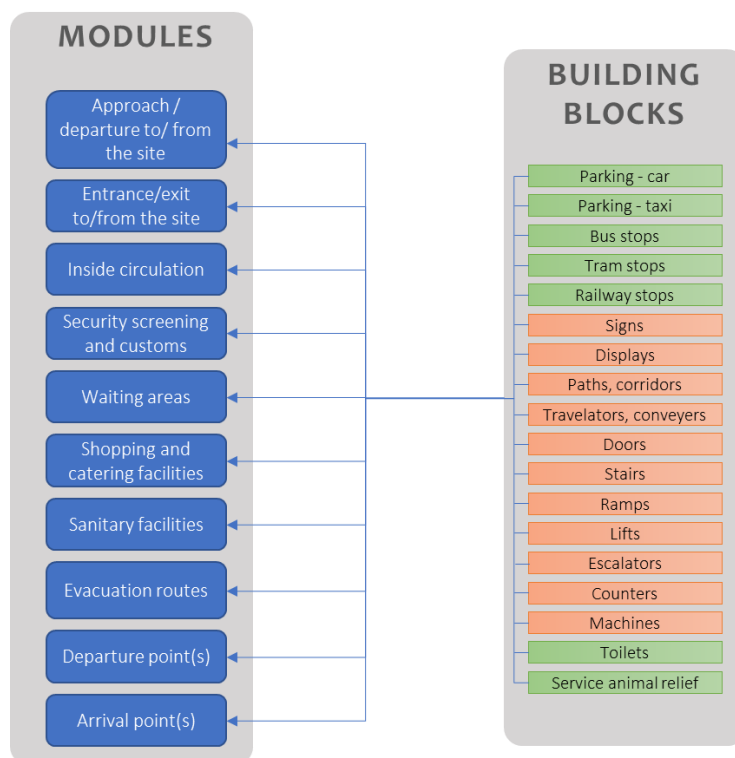 MODULES
Approach /
departure to/ from
the site
Entrance/exit
to/from the site
Inside circulation
Security screening
and customs
Waiting areas
Shopping and
catering facilities
Sanitary facilities
Evacuation routes
Departure point(s)
Arrival point(s)
BUILDING
BLOCKS
Parking - car
Parking - taxi
Bus stops
Tram stops
Railway stops
Signs
Displays
Paths, corridors
Travelators, conveyers
Doors
Stairs
Ramps
Lifts
Escalators
Counters
Machines
Toilets
Service animal relief